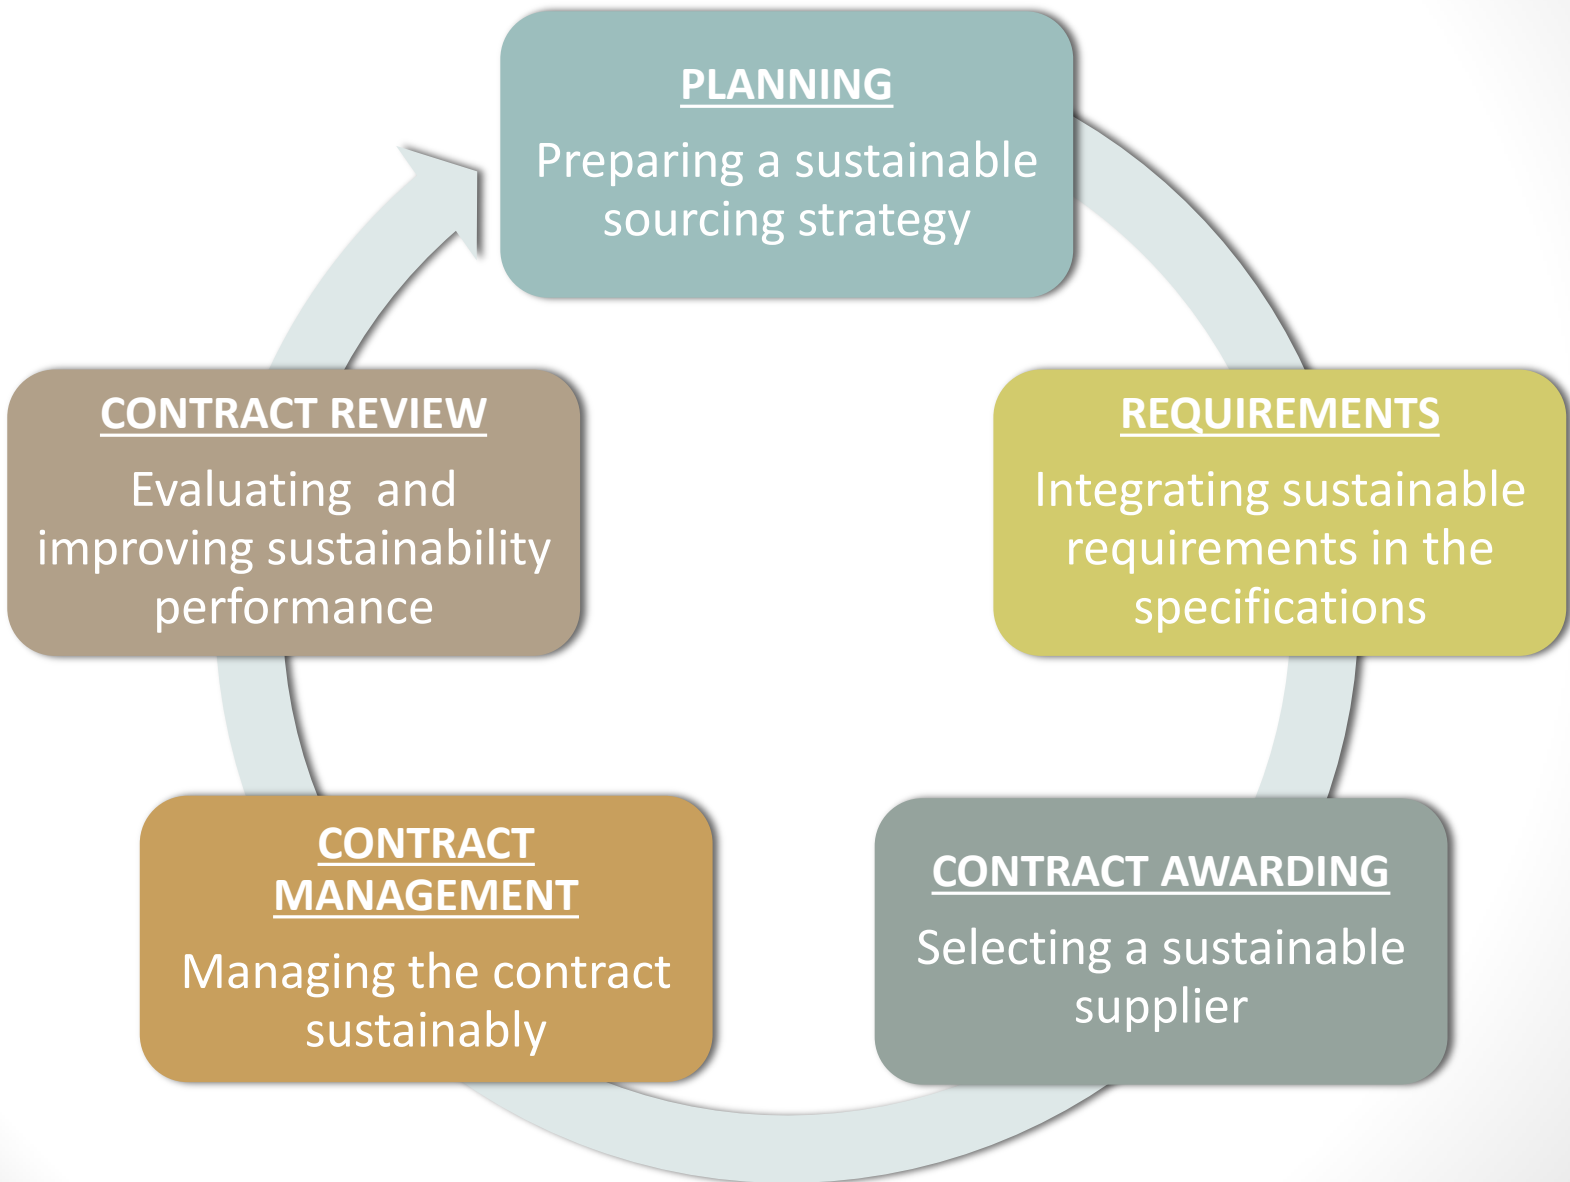 PLANNING
Preparing a sustainable
sourcing strategy
REQUIREMENTS
Integrating sustainable
requirements in the
specifications
CONTRACT AWARDING
Selecting a sustainable
supplier
CONTRACT
MANAGEMENT
Managing the contract
sustainably
CONTRACT REVIEW
Evaluating  and
improving sustainability
performance